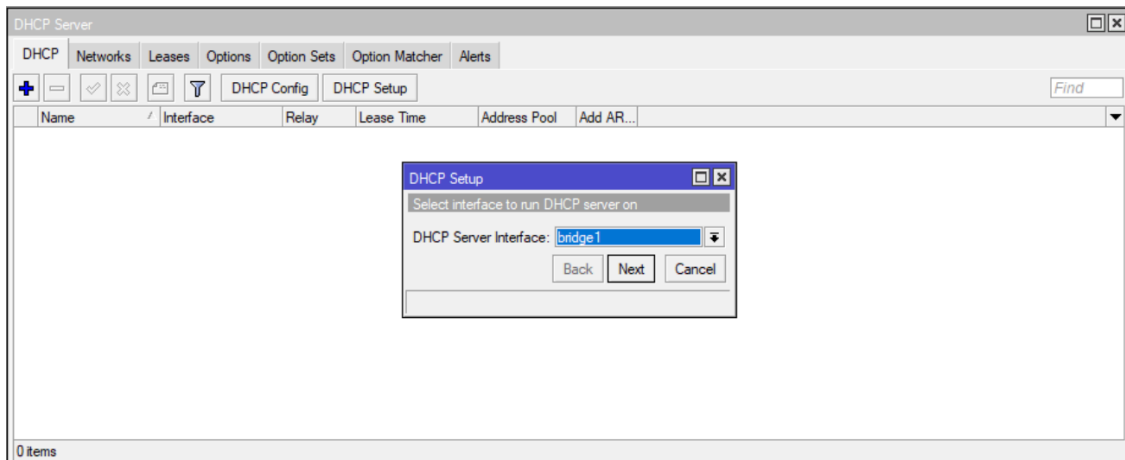 DHCP Server
DHCP Networks Leases Options Option Sets Option Matcher Alerts
DHCP Config DHCP Setup Find
Name Interface Relay Lease Time Address Pool Add AR...
DHCP Setup
Select interface to run DHCP server on
DHCP Server Interface: bridge1
Back Next Cancel
0 items